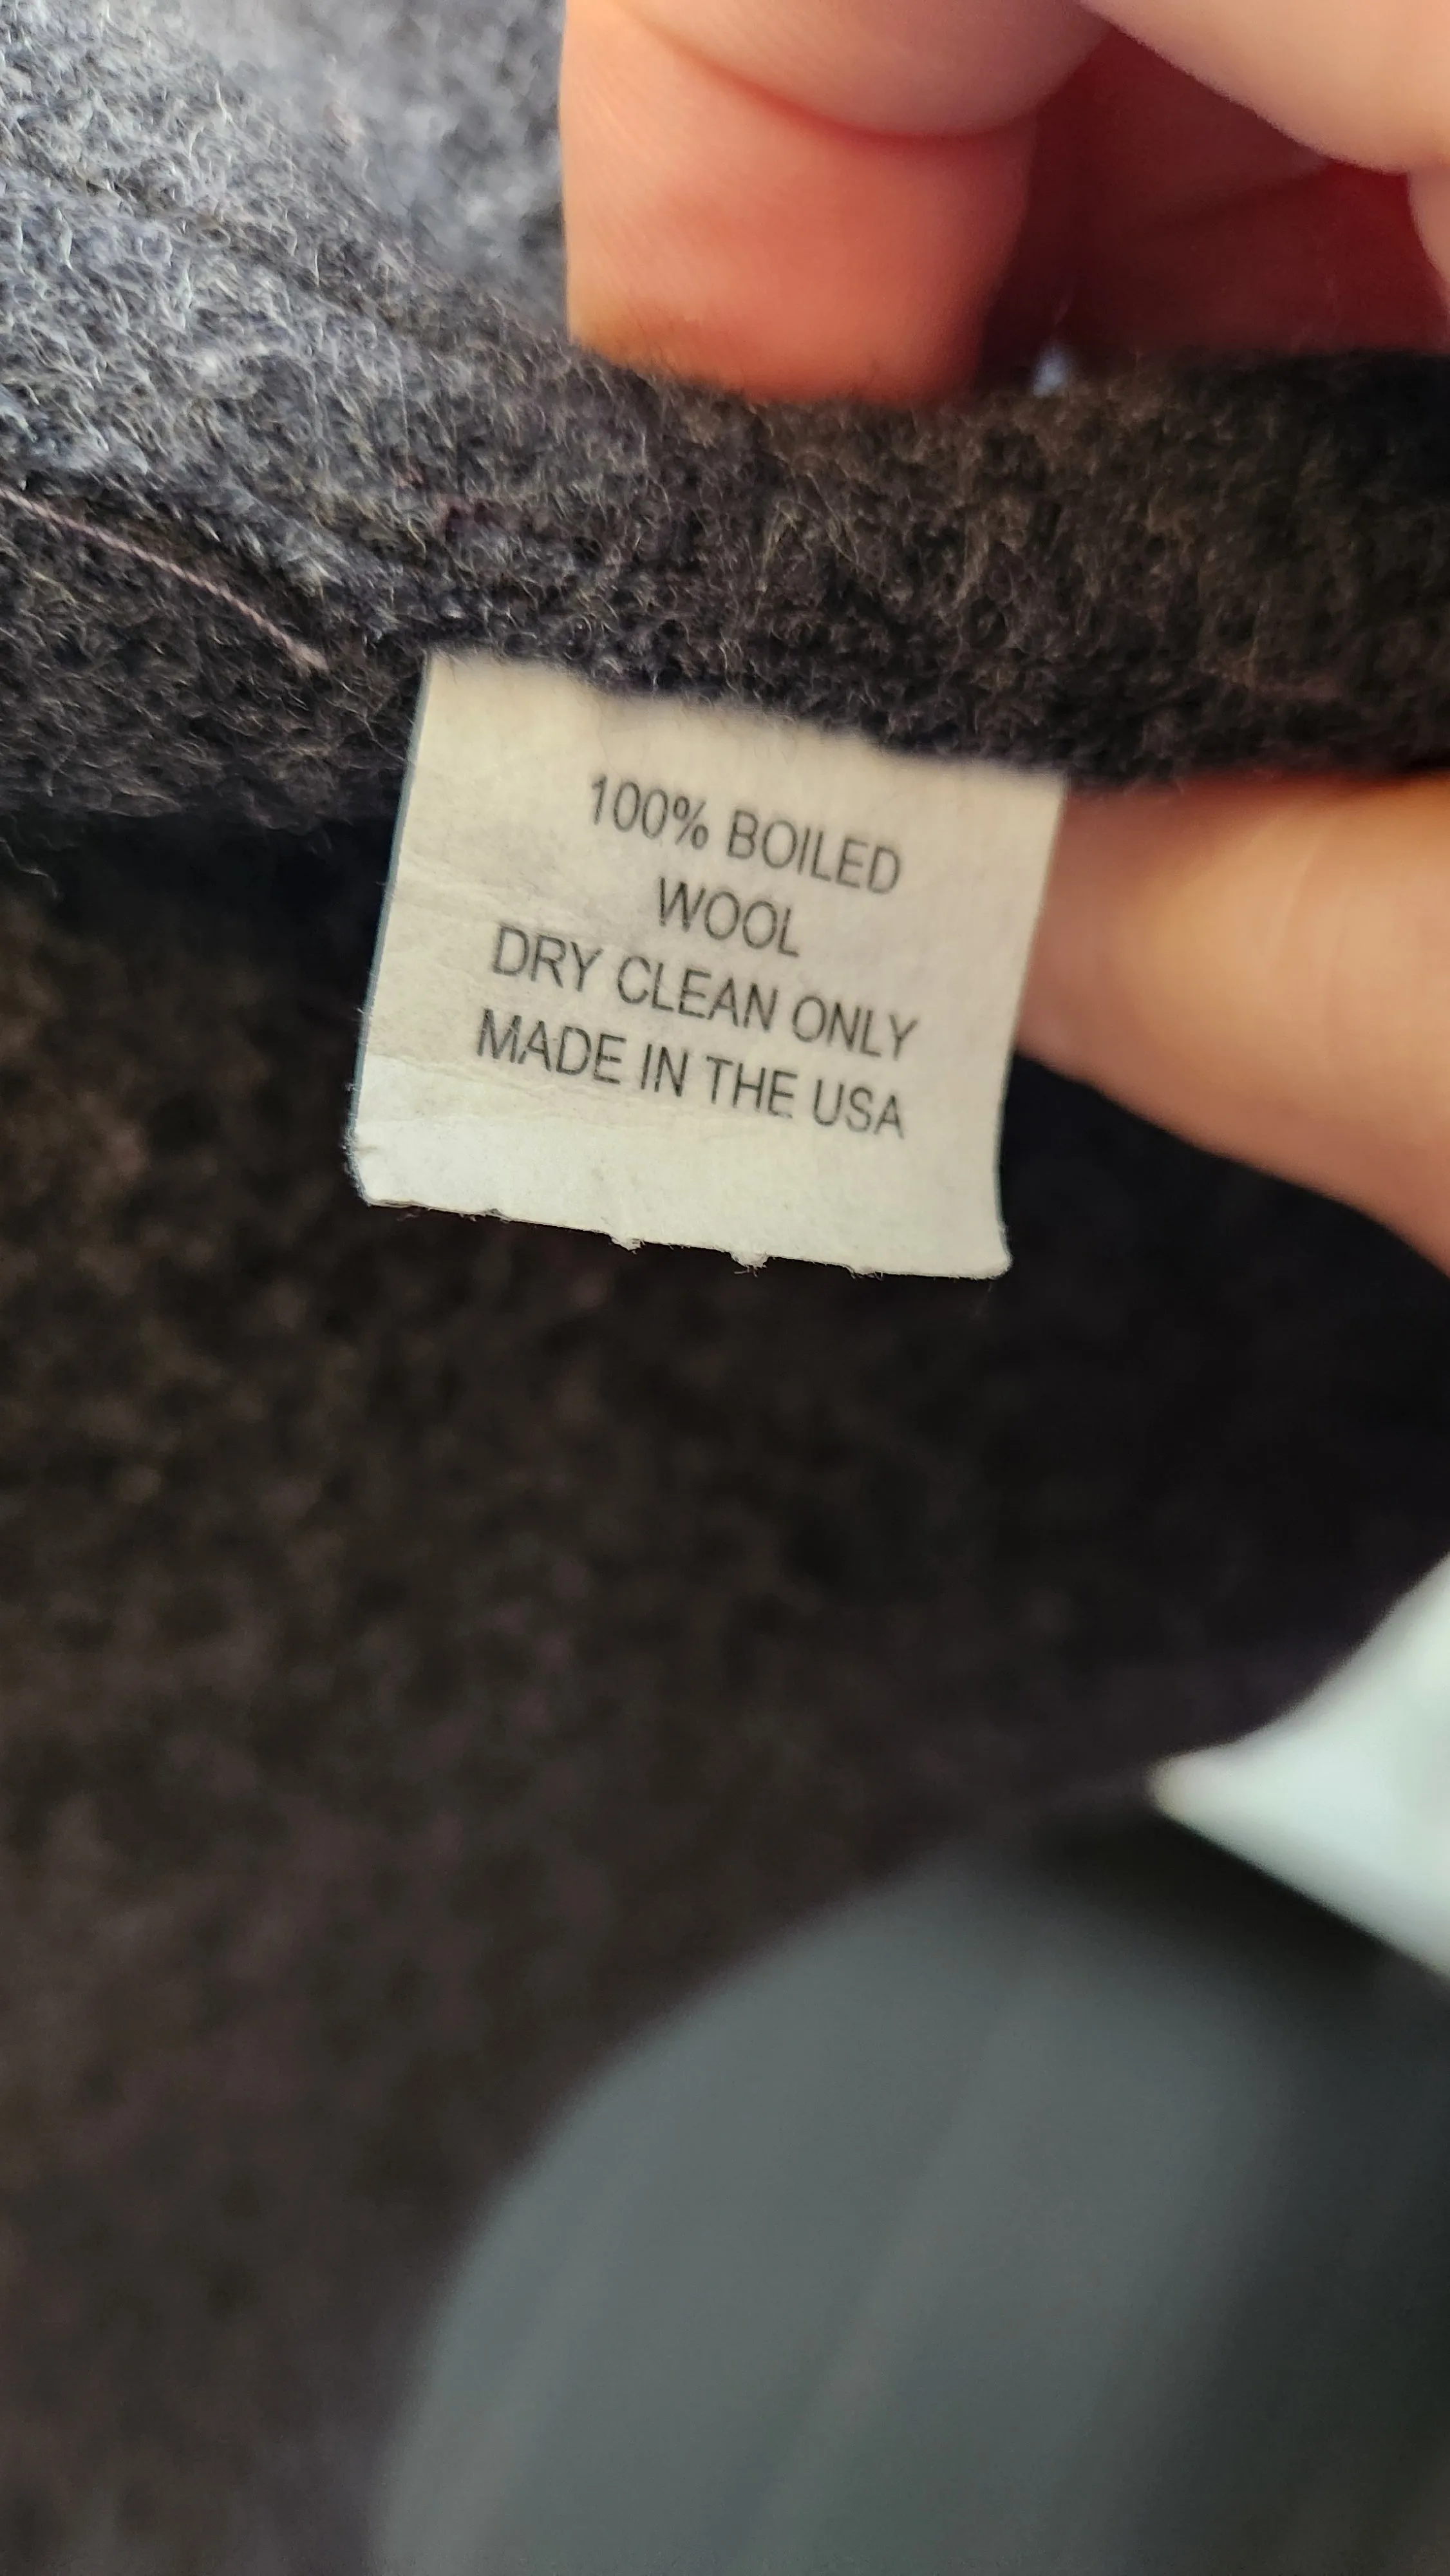 100% BOILED
WOOL
DRY CLEAN ONLY
MADE IN THE USA